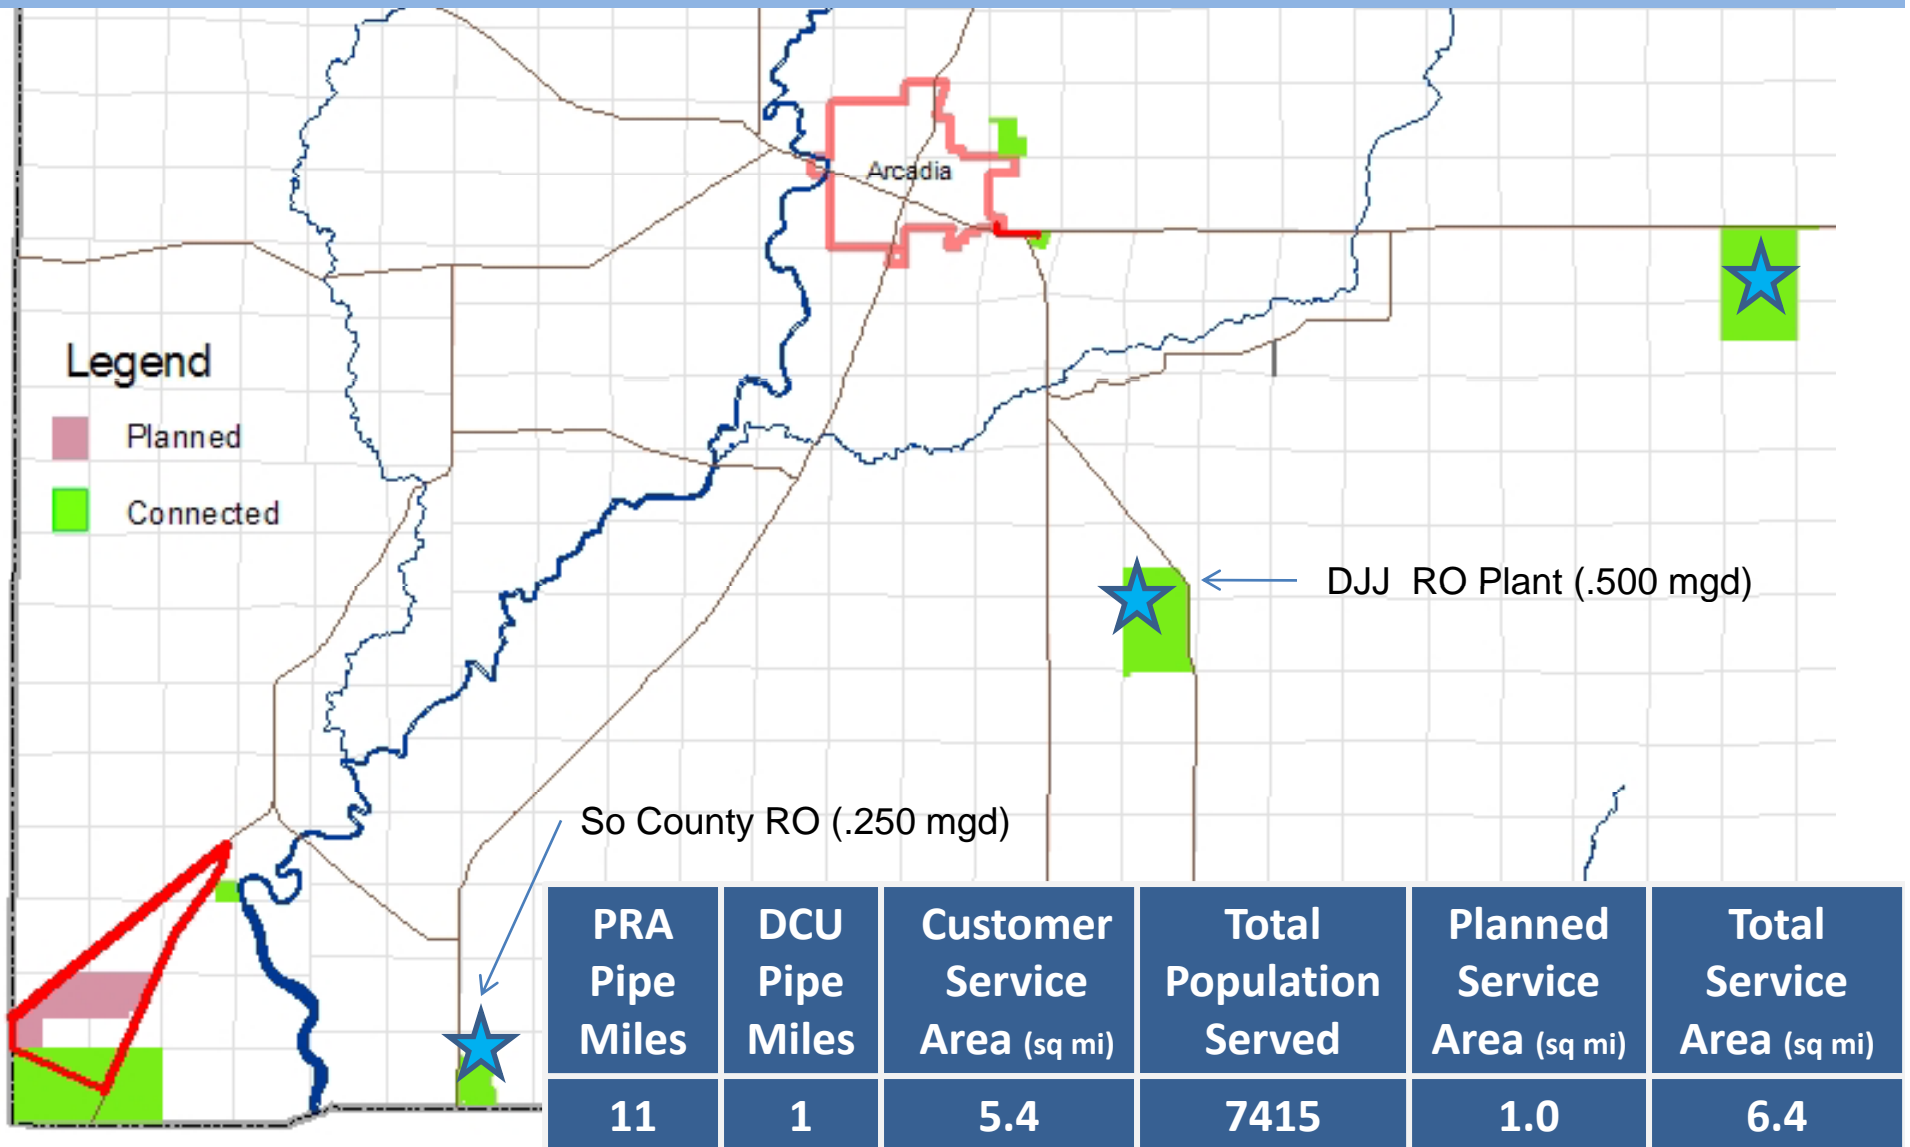 Arcadia
Legend
Planned
Connected
DJJ  RO Plant (.500 mgd)
So County RO (.250 mgd)
PRA
Pipe
Miles
DCU
Pipe
Miles
Customer
Service
Area (sq mi)
Total
Population
Served
Planned
Service
Area (sq mi)
Total
Service
Area (sq mi)
11
1
5.4
7415
1.0
6.4